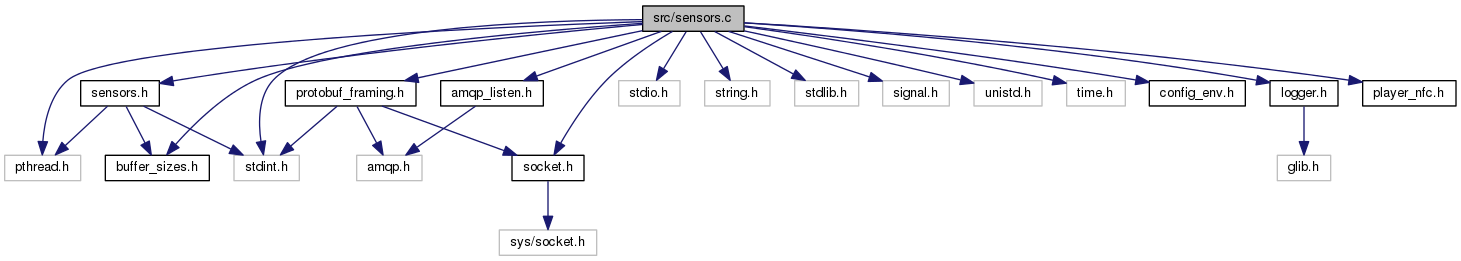 src/sensors.c
sensors.h
protobuf_framing.h
amqp_listen.h
stdio.h
string.h
stdlib.h
signal.h
unistd.h
time.h
config_env.h
logger.h
player_nfc.h
pthread.h
buffer_sizes.h
stdint.h
amqp.h
socket.h
glib.h
sys/socket.h